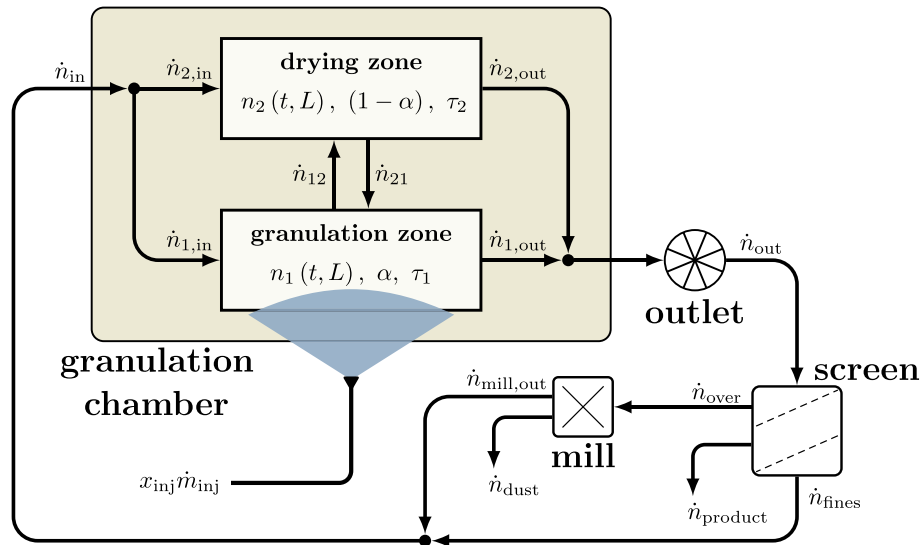 ṅ_in
ṅ_2,in
drying zone
n_2 (t, L), (1 − α), τ_2
ṅ_2,out
ṅ_12
ṅ_21
ṅ_1,in
granulation zone
n_1 (t, L), α, τ_1
ṅ_1,out
ṅ_out
outlet
granulation
chamber
screen
ṅ_mill,out
ṅ_over
mill
x_inj ṁ_inj
ṅ_dust
ṅ_product
ṅ_fines